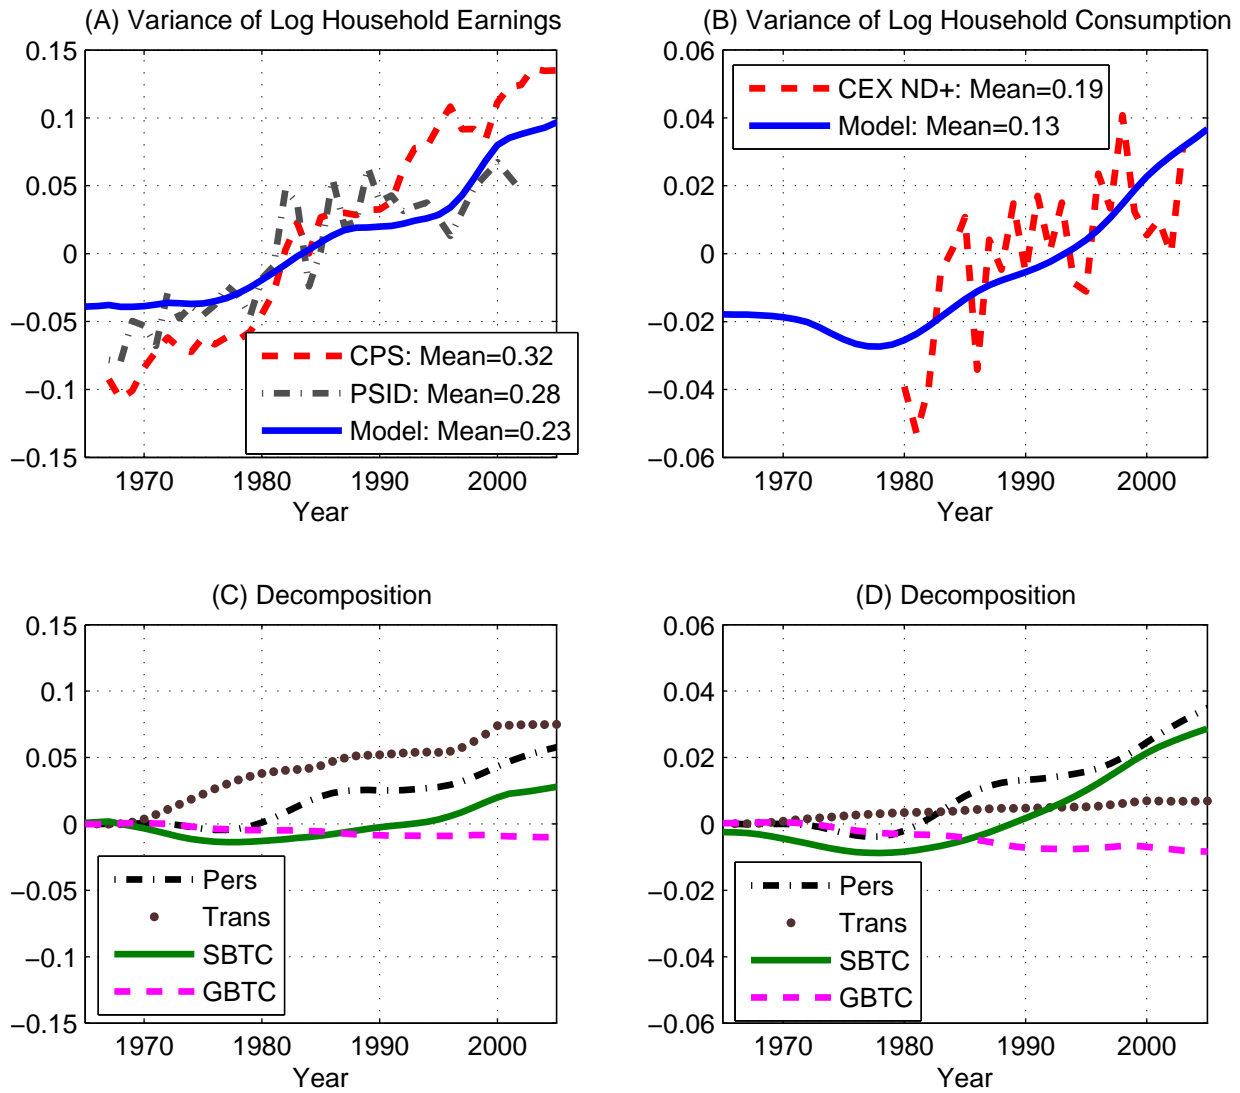 (A) Variance of Log Household Earnings
0.15
0.1
0.05
0
−0.05
−0.1
−0.15
CPS: Mean=0.32
PSID: Mean=0.28
Model: Mean=0.23
1970 1980 1990 2000
Year
(B) Variance of Log Household Consumption
0.06
0.04
0.02
0
−0.02
−0.04
−0.06
CEX ND+: Mean=0.19
Model: Mean=0.13
1970 1980 1990 2000
Year
(C) Decomposition
0.15
0.1
0.05
0
−0.05
−0.1
−0.15
Pers
Trans
SBTC
GBTC
1970 1980 1990 2000
Year
(D) Decomposition
0.06
0.04
0.02
0
−0.02
−0.04
−0.06
Pers
Trans
SBTC
GBTC
1970 1980 1990 2000
Year